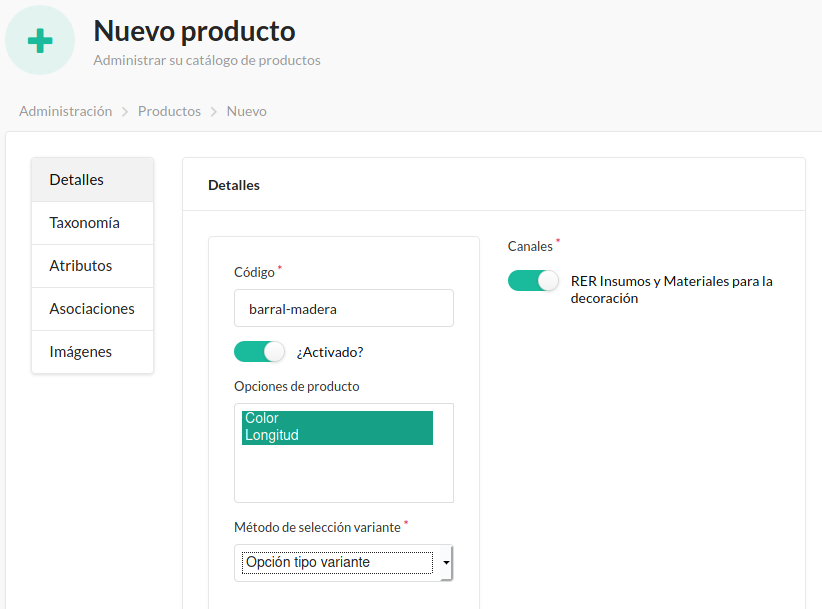 Nuevo producto
Administrar su catálogo de productos
Administración > Productos > Nuevo
Detalles
Taxonomía
Atributos
Asociaciones
Imágenes
Detalles
Código *
barral-madera
¿Activado?
Opciones de producto
Color
Longitud
Método de selección variante *
Opción tipo variante
Canales *
RER Insumos y Materiales para la
decoración